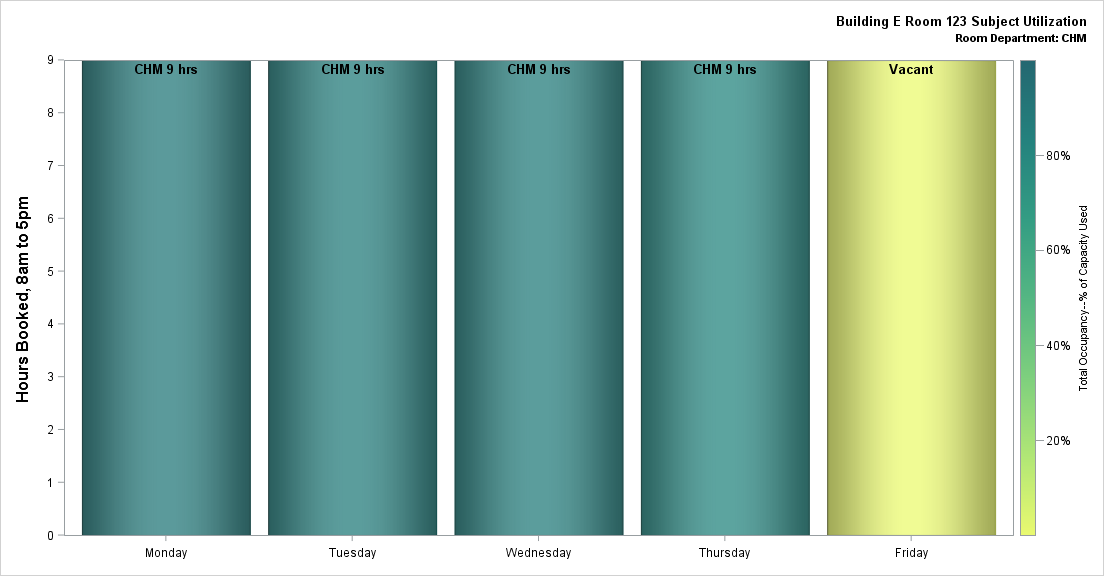 Building E Room 123 Subject Utilization
Room Department: CHM
Hours Booked, 8am to 5pm
9
8
7
6
5
4
3
2
1
0
CHM 9 hrs
CHM 9 hrs
CHM 9 hrs
CHM 9 hrs
Vacant
Monday
Tuesday
Wednesday
Thursday
Friday
80%
60%
40%
20%
Total Occupancy--% of Capacity Used